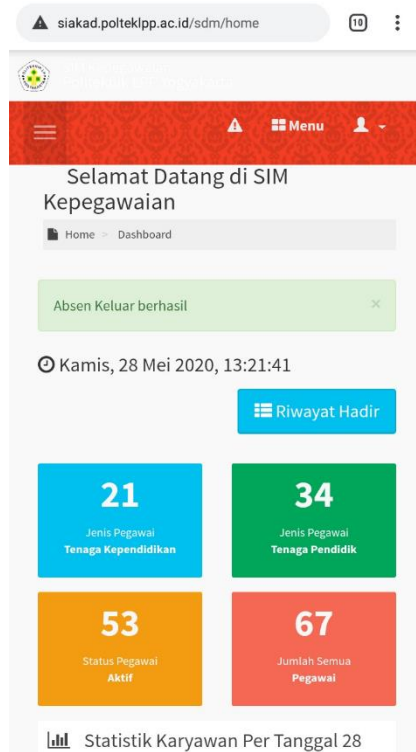 siakad.polteklpp.ac.id/sdm/home
10
Menu
Selamat Datang di SIM
Kepegawaian
Home > Dashboard
Absen Keluar berhasil ×
Kamis, 28 Mei 2020, 13:21:41
Riwayat Hadir
21
Jenis Pegawai
Tenaga Kependidikan
34
Jenis Pegawai
Tenaga Pendidik
53
Status Pegawai
Aktif
67
Jumlah Semua
Pegawai
Statistik Karyawan Per Tanggal 28